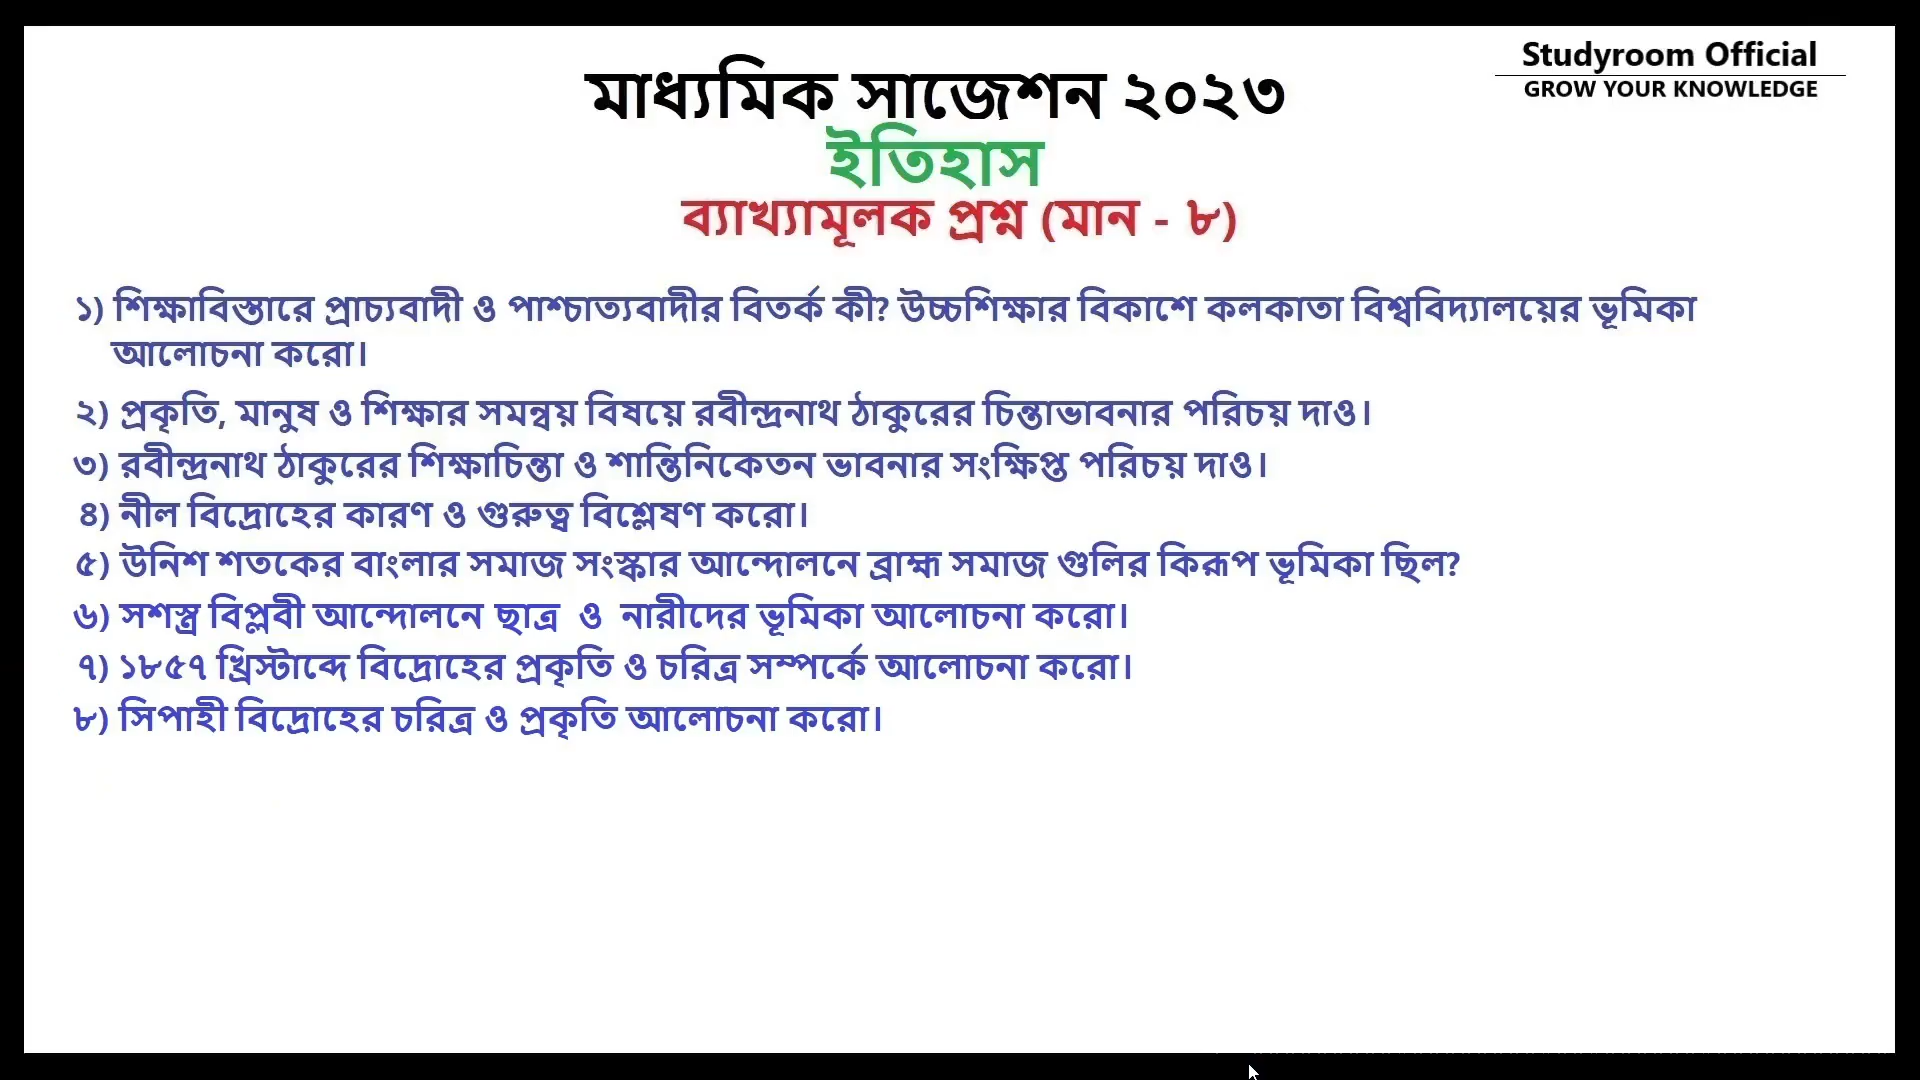 মাধ্যমিক সাজেশন ২০২৩
Studyroom Official
GROW YOUR KNOWLEDGE
ইতিহাস
ব্যাখ্যামূলক প্রশ্ন (মান - ৮)
১) শিক্ষাবিস্তারে প্রাচ্যবাদী ও পাশ্চাত্যবাদীর বিতর্ক কী? উচ্চশিক্ষার বিকাশে কলকাতা বিশ্ববিদ্যালয়ের ভূমিকা
আলোচনা করো।
২) প্রকৃতি, মানুষ ও শিক্ষার সমন্বয় বিষয়ে রবীন্দ্রনাথ ঠাকুরের চিন্তাভাবনার পরিচয় দাও।
৩) রবীন্দ্রনাথ ঠাকুরের শিক্ষাচিন্তা ও শান্তিনিকেতন ভাবনার সংক্ষিপ্ত পরিচয় দাও।
৪) নীল বিদ্রোহের কারণ ও গুরুত্ব বিশ্লেষণ করো।
৫) উনিশ শতকের বাংলার সমাজ সংস্কার আন্দোলনে ব্রাহ্ম সমাজ গুলির কিরূপ ভূমিকা ছিল?
৬) সশস্ত্র বিপ্লবী আন্দোলনে ছাত্র ও নারীদের ভূমিকা আলোচনা করো।
৭) ১৮৫৭ খ্রিস্টাব্দে বিদ্রোহের প্রকৃতি ও চরিত্র সম্পর্কে আলোচনা করো।
৮) সিপাহী বিদ্রোহের চরিত্র ও প্রকৃতি আলোচনা করো।